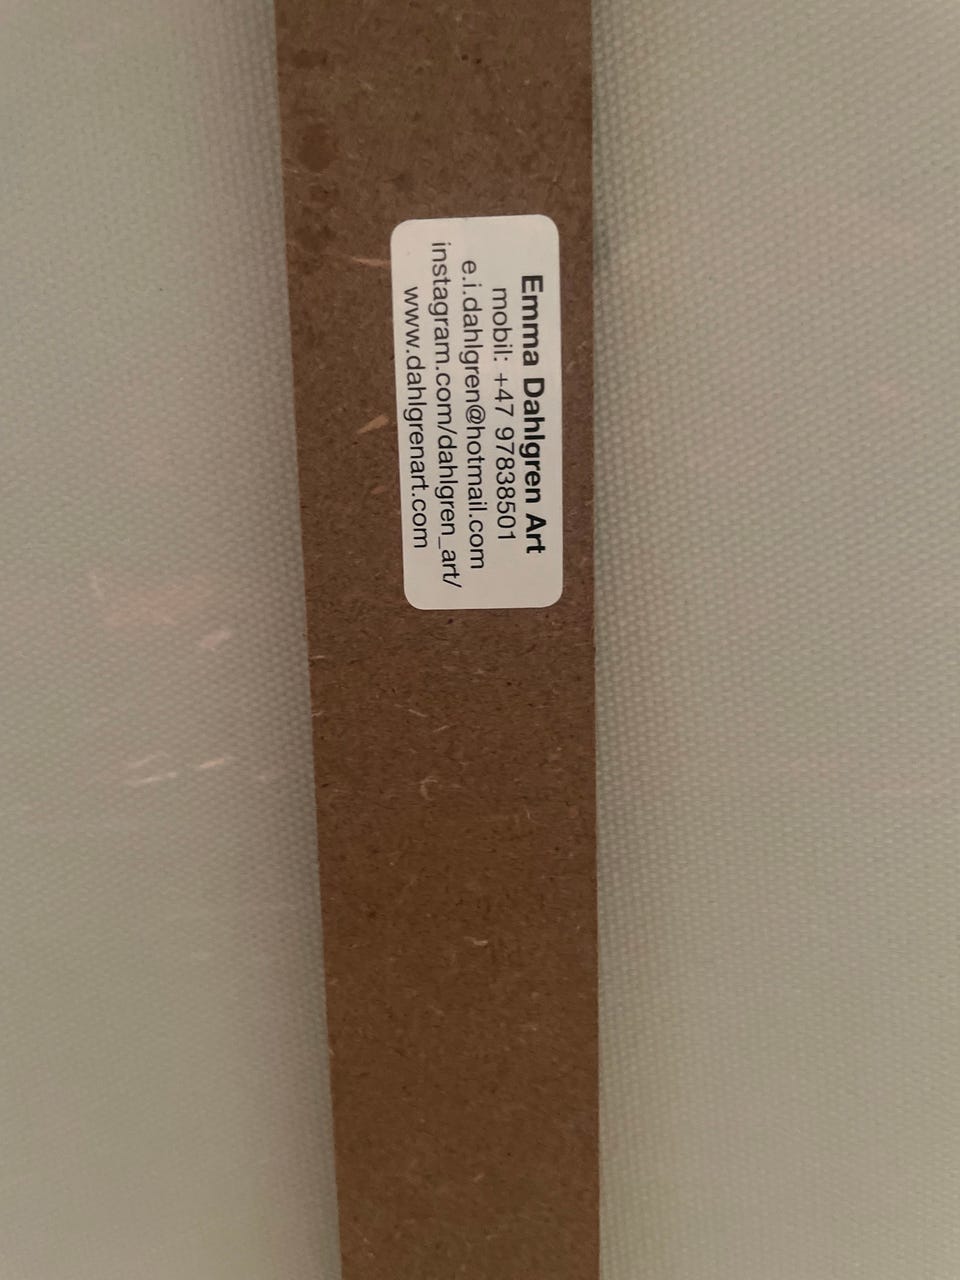 Emma Dahlgren Art
mobil: +47 97838501
e.i.dahlgren@hotmail.com
instagram.com/dahlgren_art/
www.dahlgrenart.com